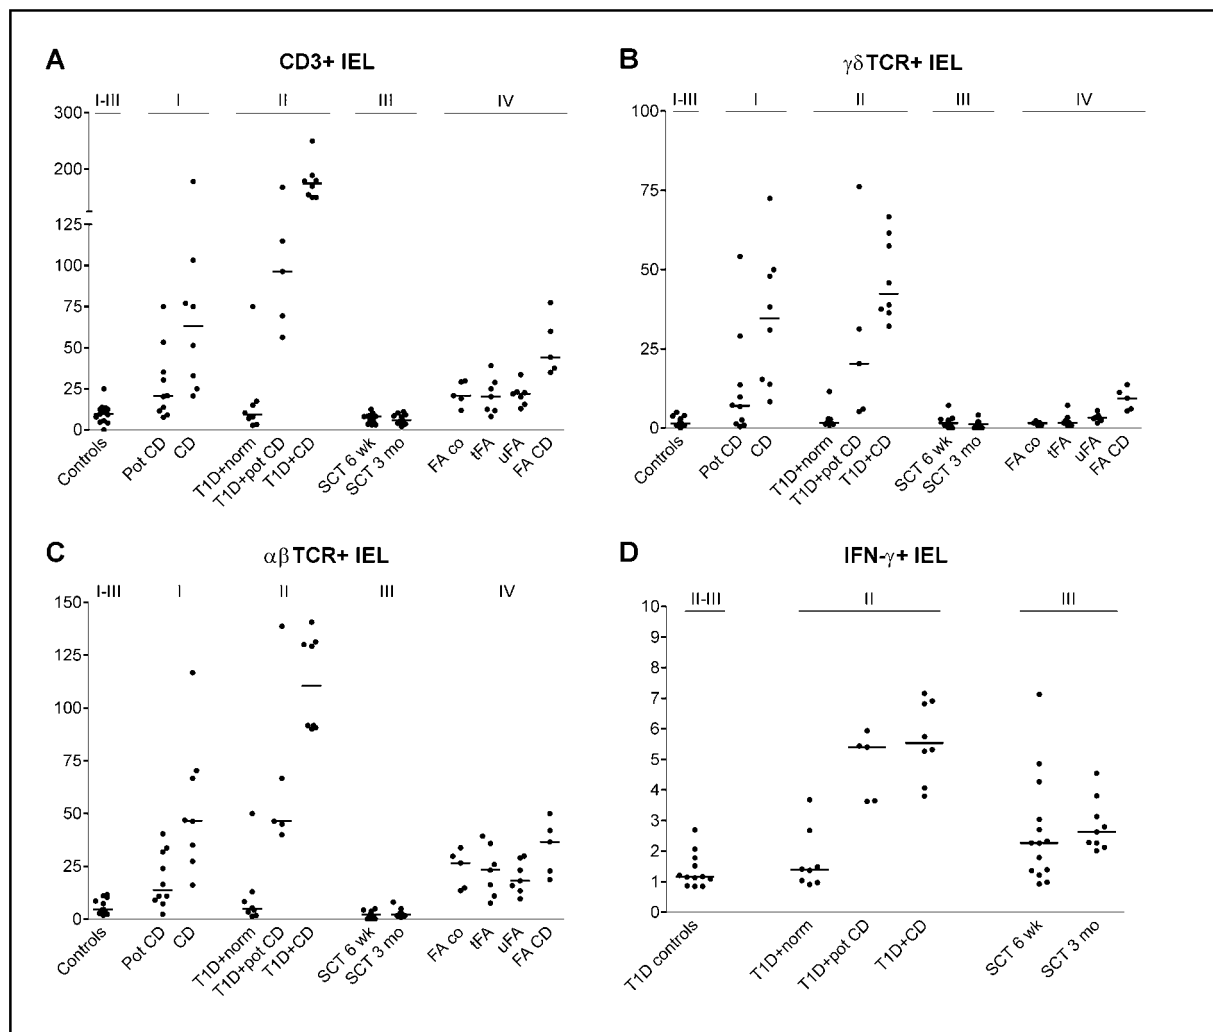 A
CD3+ IEL
I-III I II III IV
300
200
125
100
75
50
25
0
Controls Pot CD CD T1D+norm T1D+pot CD T1D+CD SCT 6 wk SCT 3 mo FA co tFA uFA FA CD
B
γδ TCR+ IEL
I-III I II III IV
100
75
50
25
0
Controls Pot CD CD T1D+norm T1D+pot CD T1D+CD SCT 6 wk SCT 3 mo FA co tFA uFA FA CD
C
αβ TCR+ IEL
I-III I II III IV
150
125
100
75
50
25
0
Controls Pot CD CD T1D+norm T1D+pot CD T1D+CD SCT 6 wk SCT 3 mo FA co tFA uFA FA CD
D
IFN-γ+ IEL
II-III II III
10
9
8
7
6
5
4
3
2
1
0
T1D controls T1D+norm T1D+pot CD T1D+CD SCT 6 wk SCT 3 mo